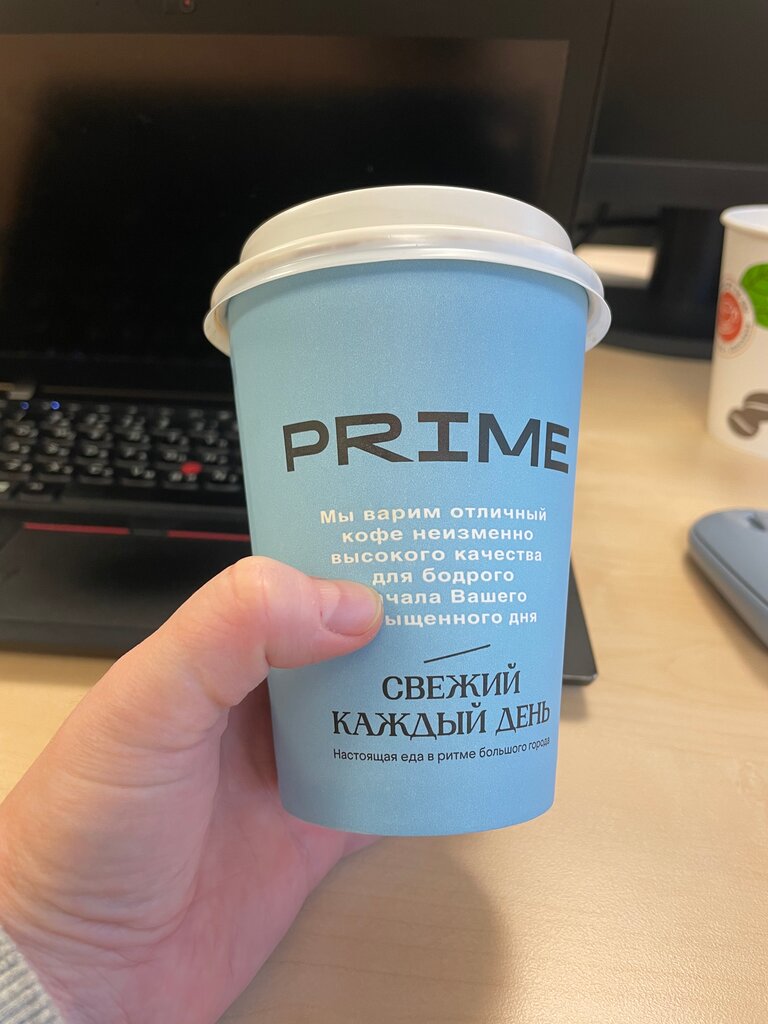 PRIME
Мы варим отличный
кофе неизменно
высокого качества
для бодрого
Вашего
дня
СВЕЖИЙ
КАЖДЫЙ ДЕНЬ
Настоящая еда в ритме большого города